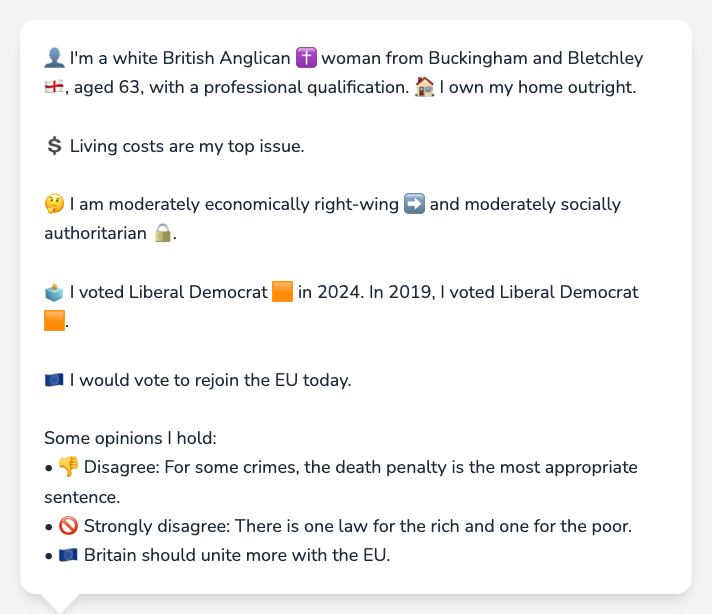 👤 I'm a white British Anglican ✝️ woman from Buckingham and Bletchley
🏴󠁧󠁢󠁥󠁮󠁧󠁿, aged 63, with a professional qualification. 🏠 I own my home outright.
💲 Living costs are my top issue.
🤔 I am moderately economically right-wing ➡️ and moderately socially
authoritarian 🔒.
🗳️ I voted Liberal Democrat 🟧 in 2024. In 2019, I voted Liberal Democrat
🟧.
🇪🇺 I would vote to rejoin the EU today.
Some opinions I hold:
• 👎 Disagree: For some crimes, the death penalty is the most appropriate
sentence.
• 🚫 Strongly disagree: There is one law for the rich and one for the poor.
• 🇪🇺 Britain should unite more with the EU.